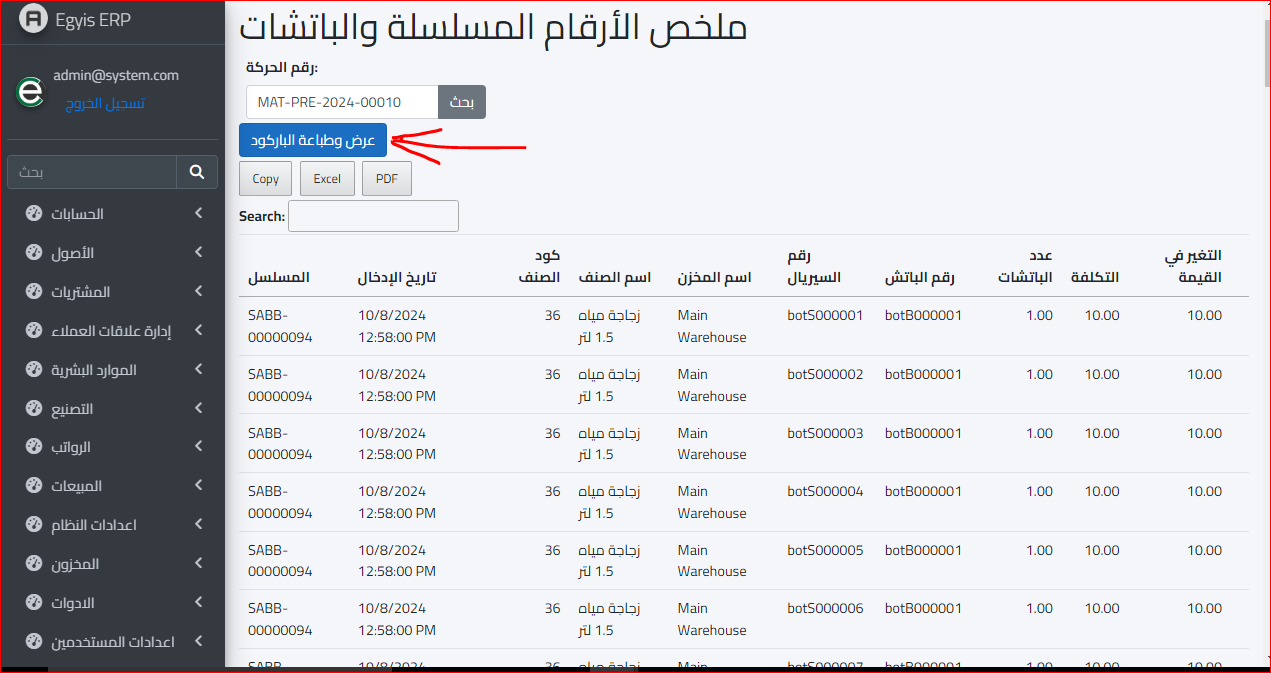 Egyis ERP
admin@system.com
تسجيل الخروج
بحث
الحسابات
الأصول
المشتريات
إدارة علاقات العملاء
الموارد البشرية
التصنيع
الرواتب
المبيعات
اعدادات النظام
المخزون
الادوات
اعدادات المستخدمين
ملخص الأرقام المسلسلة والباتشات
رقم الحركة:
MAT-PRE-2024-00010 بحث
عرض وطباعة الباركود
Copy Excel PDF
Search:
المسلسل تاريخ الإدخال كود الصنف اسم الصنف اسم المخزن رقم السيريال رقم الباتش عدد الباتشات التكلفة التغير في القيمة
SABB-00000094 10/8/2024 12:58:00 PM 36 زجاجة مياه 1.5 لتر Main Warehouse botS000001 botB000001 1.00 10.00 10.00
SABB-00000094 10/8/2024 12:58:00 PM 36 زجاجة مياه 1.5 لتر Main Warehouse botS000002 botB000001 1.00 10.00 10.00
SABB-00000094 10/8/2024 12:58:00 PM 36 زجاجة مياه 1.5 لتر Main Warehouse botS000003 botB000001 1.00 10.00 10.00
SABB-00000094 10/8/2024 12:58:00 PM 36 زجاجة مياه 1.5 لتر Main Warehouse botS000004 botB000001 1.00 10.00 10.00
SABB-00000094 10/8/2024 12:58:00 PM 36 زجاجة مياه 1.5 لتر Main Warehouse botS000005 botB000001 1.00 10.00 10.00
SABB-00000094 10/8/2024 12:58:00 PM 36 زجاجة مياه 1.5 لتر Main Warehouse botS000006 botB000001 1.00 10.00 10.00
SABB- 10/8/2024 36 زجاجة مياه Main botS000007 botB000001 1.00 10.00 10.00